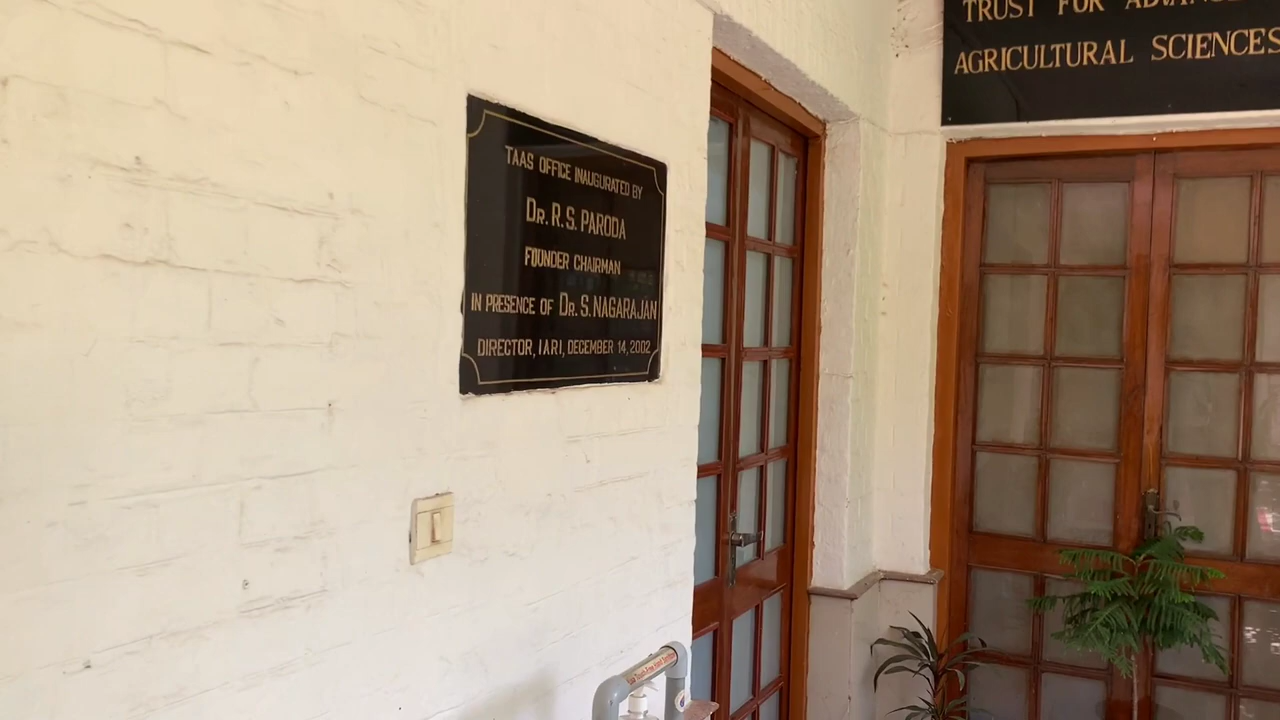 TRUST FOR
AGRICULTURAL SCIENCES
TAAS OFFICE INAUGURATED BY
DR. R. S. PARODA
FOUNDER CHAIRMAN
IN PRESENCE OF DR. S. NAGARAJAN
DIRECTOR, IARI, DECEMBER 14, 2002